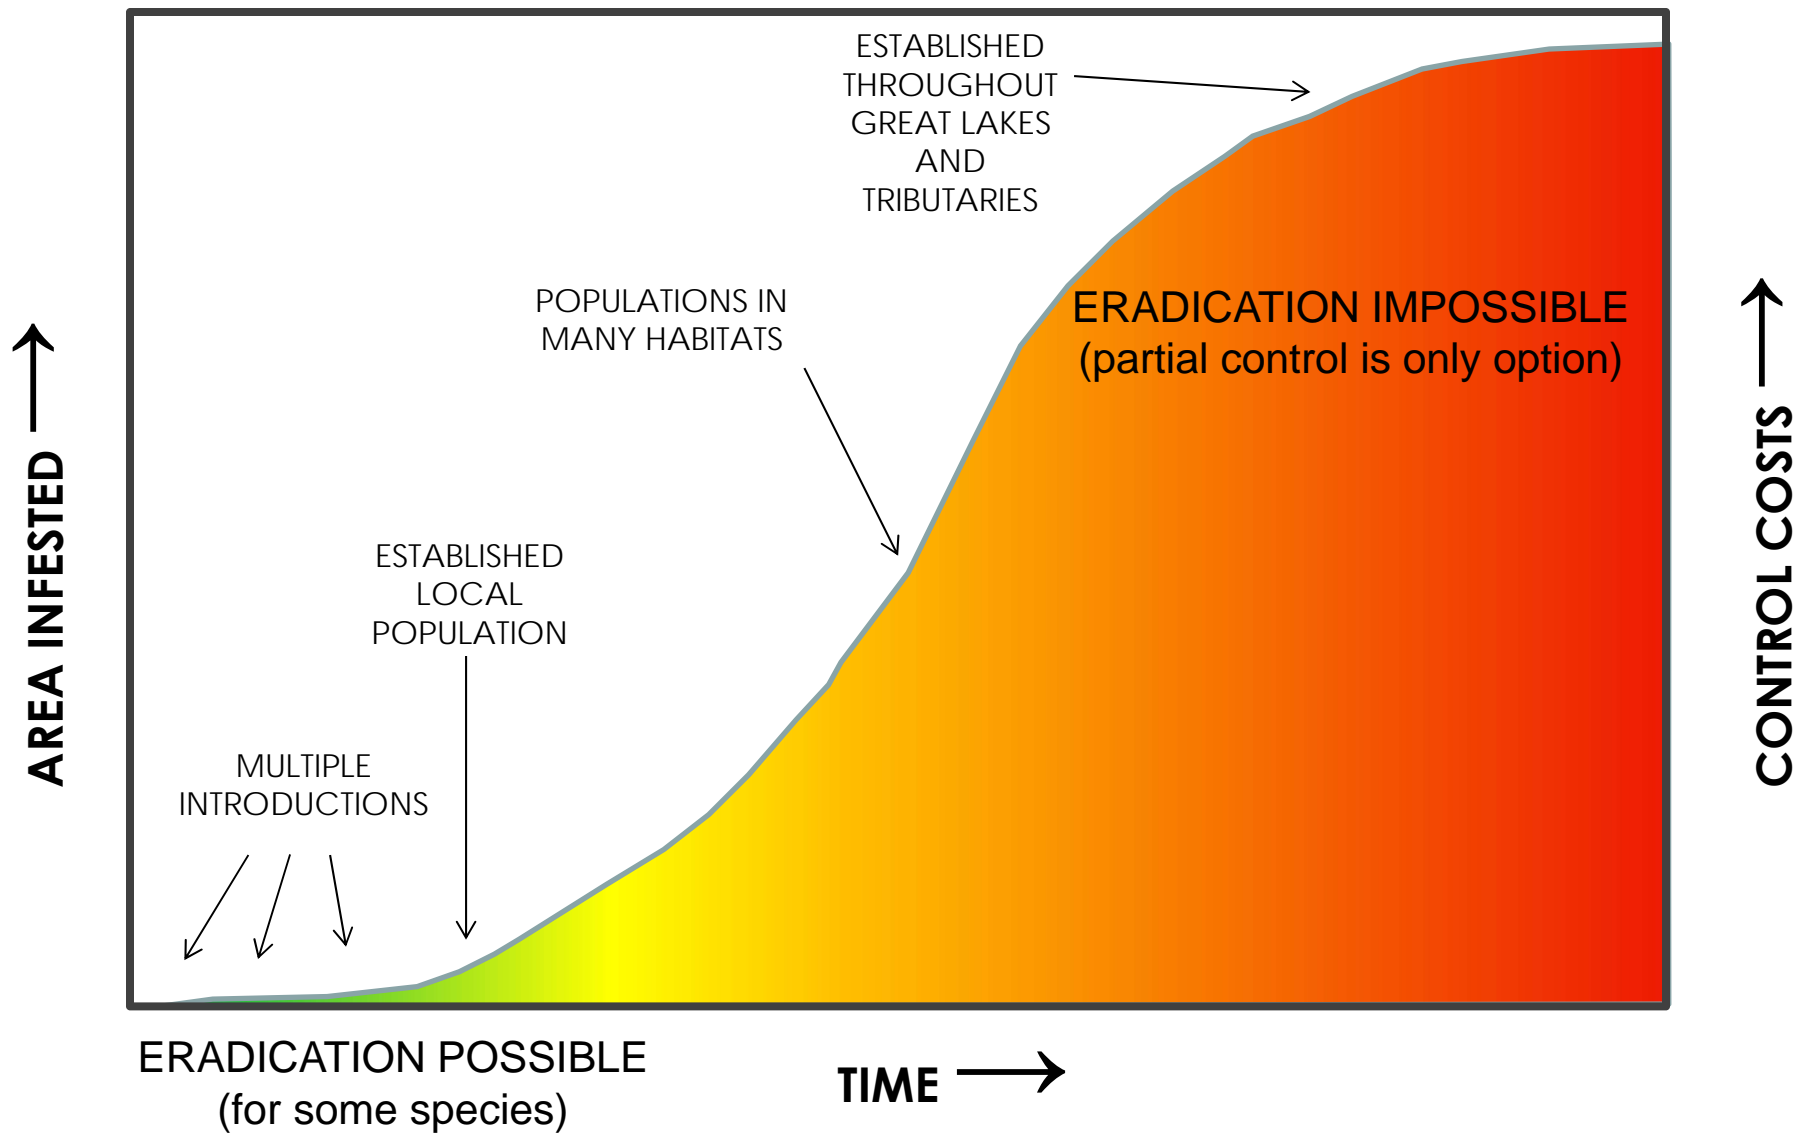 ESTABLISHED
THROUGHOUT
GREAT LAKES
AND
TRIBUTARIES
POPULATIONS IN
MANY HABITATS
ERADICATION IMPOSSIBLE
(partial control is only option)
ESTABLISHED
LOCAL
POPULATION
MULTIPLE
INTRODUCTIONS
AREA INFESTED
CONTROL COSTS
ERADICATION POSSIBLE
(for some species)
TIME